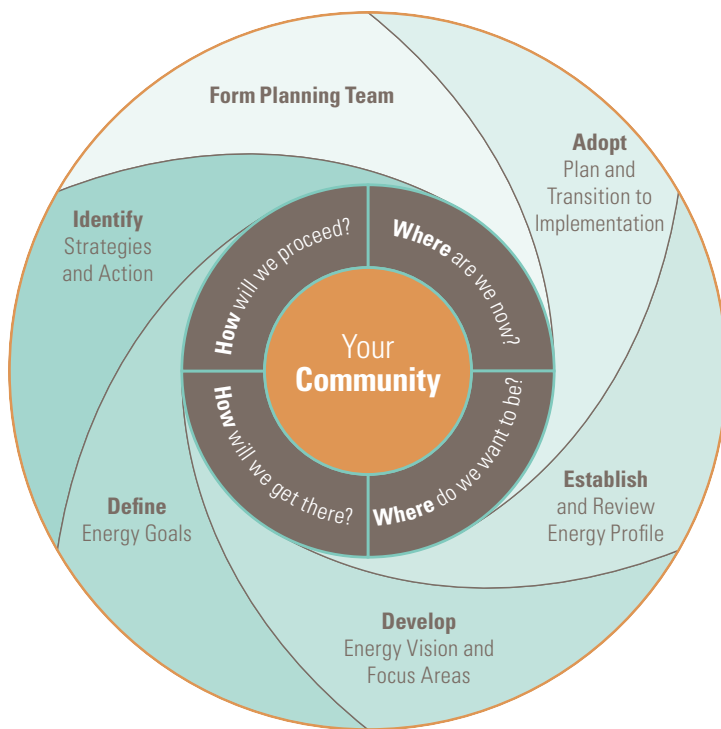 Form Planning Team
Adopt
Plan and
Transition to
Implementation
Identify
Strategies
and Action
How will we proceed?
Where are we now?
Your
Community
How will we get there?
Where do we want to be?
Establish
and Review
Energy Profile
Define
Energy Goals
Develop
Energy Vision and
Focus Areas